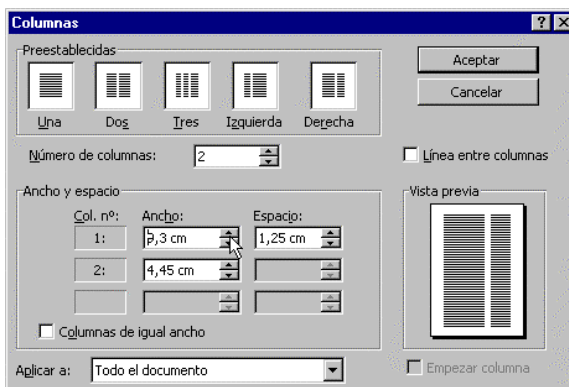 Columnas
Preestablecidas
Aceptar
Cancelar
Una Dos Tres Izquierda Derecha
Número de columnas: 2
Línea entre columnas
Ancho y espacio
Vista previa
Col. nº: Ancho: Espacio:
1: ,3 cm 1,25 cm
2: 4,45 cm
Columnas de igual ancho
Aplicar a: Todo el documento
Empezar columna